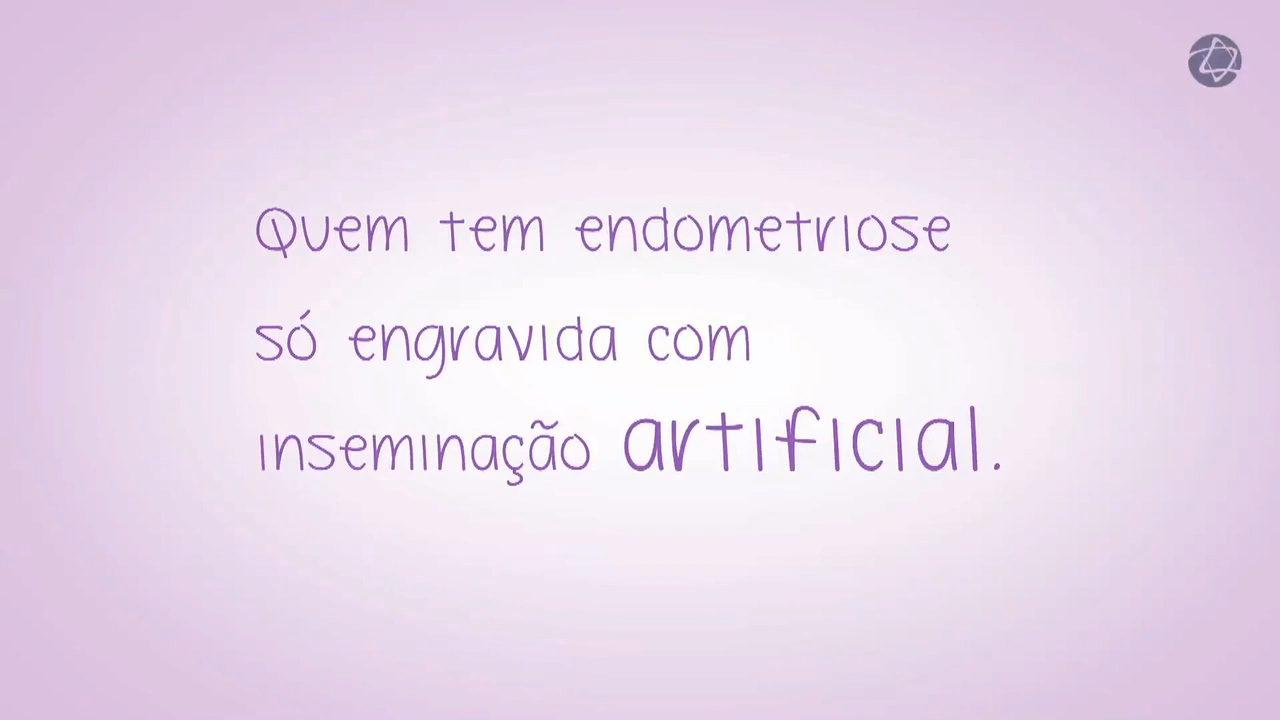 Quem tem endometriose
só engravida com
inseminação artificial.